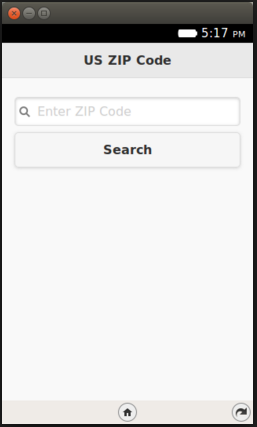 5:17 PM
US ZIP Code
Enter ZIP Code
Search